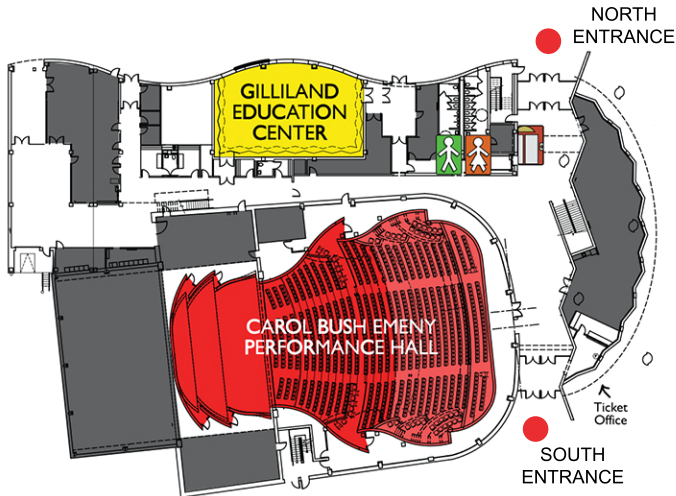 NORTH
ENTRANCE
GILLILAND
EDUCATION
CENTER
CAROL BUSH EMENY
PERFORMANCE HALL
Ticket
Office
SOUTH
ENTRANCE